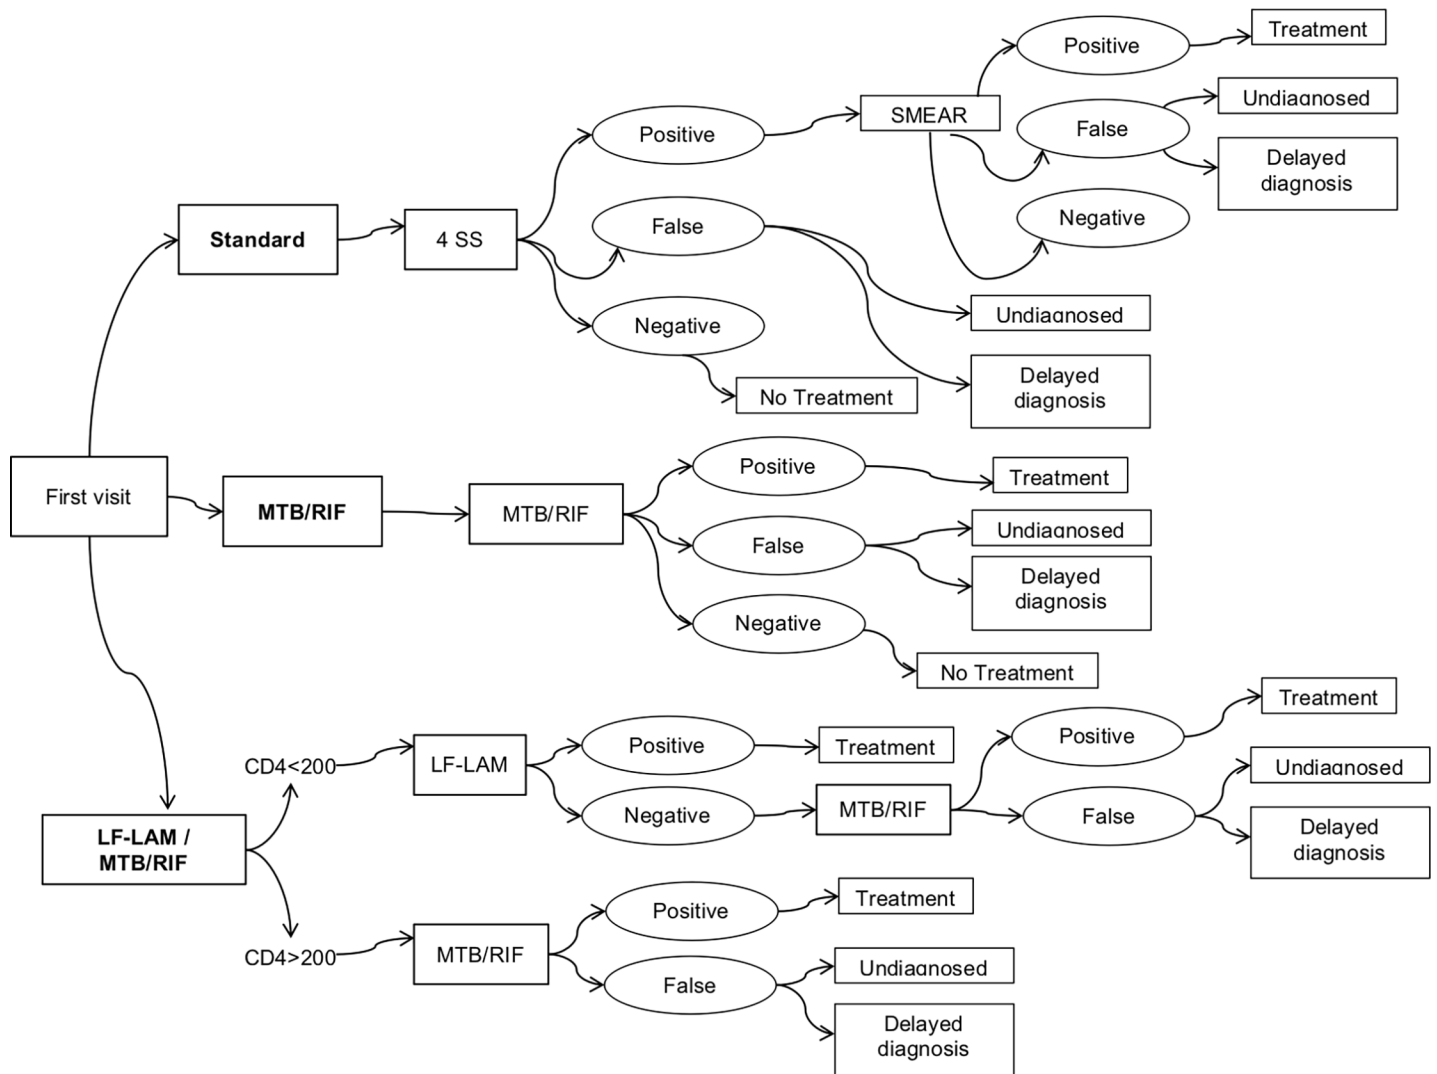 Positive
Treatment
SMEAR
False
Undiagnosed
Delayed
diagnosis
Negative
Standard
4 SS
Positive
False
Negative
Undiagnosed
Delayed
diagnosis
No Treatment
First visit
MTB/RIF
MTB/RIF
Positive
Treatment
False
Undiagnosed
Delayed
diagnosis
Negative
No Treatment
LF-LAM /
MTB/RIF
CD4<200
LF-LAM
Positive
Treatment
Negative
MTB/RIF
Positive
Treatment
False
Undiagnosed
Delayed
diagnosis
CD4>200
MTB/RIF
Positive
Treatment
False
Undiagnosed
Delayed
diagnosis